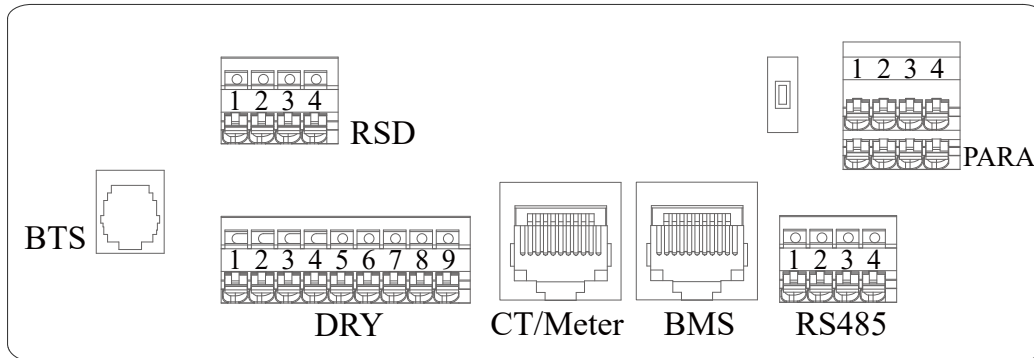 1 2 3 4
RSD
1 2 3 4
PARA
BTS
1 2 3 4 5 6 7 8 9
DRY
CT/Meter
BMS
1 2 3 4
RS485